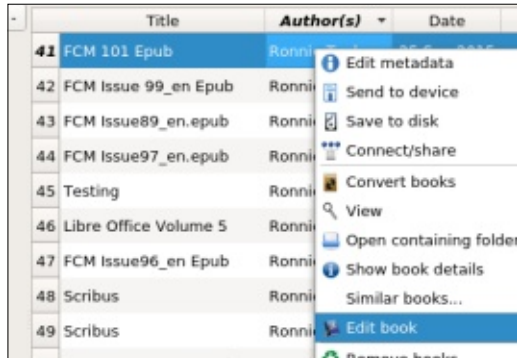 - Title Author(s) Date
41 FCM 101 Epub
42 FCM Issue 99_en Epub Ronni
43 FCM Issue89_en.epub Ronni
44 FCM Issue97_en.epub Ronni
45 Testing Ronni
46 Libre Office Volume 5 Ronni
47 FCM Issue96_en Epub Ronni
48 Scribus Ronni
49 Scribus Ronni
Edit metadata
Send to device
Save to disk
Connect/share
Convert books
View
Open containing folder
Show book details
Similar books...
Edit book
Remove books